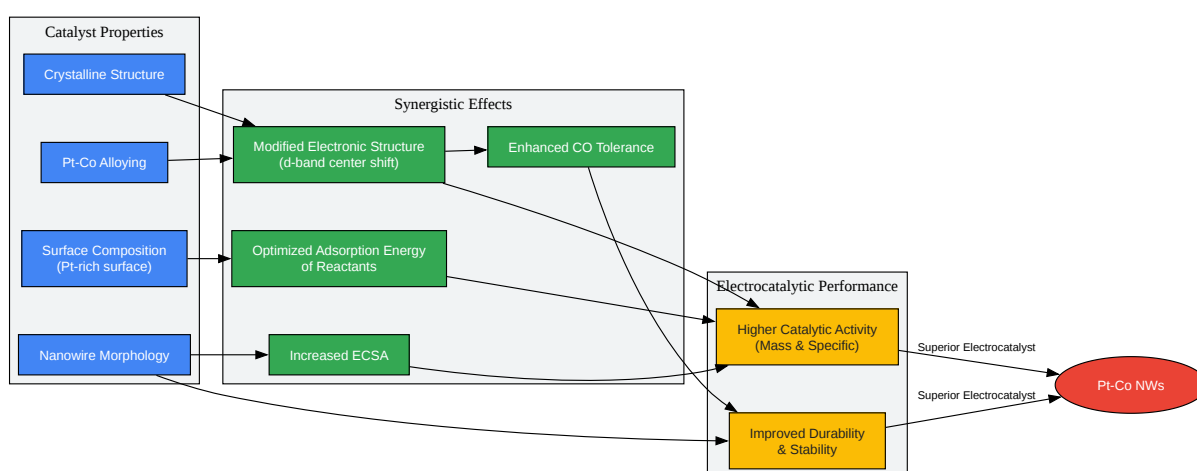 Catalyst Properties
Crystalline Structure
Pt-Co Alloying
Surface Composition
(Pt-rich surface)
Nanowire Morphology
Synergistic Effects
Modified Electronic Structure
(d-band center shift)
Enhanced CO Tolerance
Optimized Adsorption Energy
of Reactants
Increased ECSA
Electrocatalytic Performance
Higher Catalytic Activity
(Mass & Specific)
Improved Durability
& Stability
Superior Electrocatalyst
Superior Electrocatalyst
Pt-Co NWs